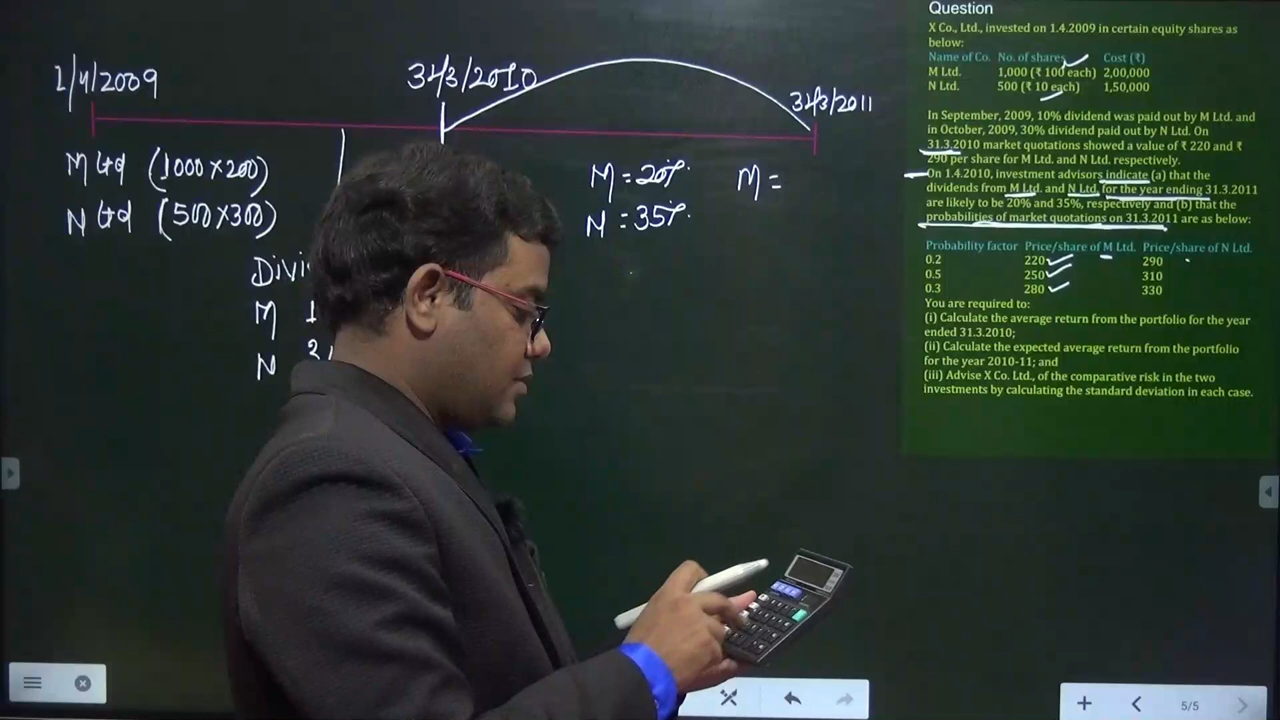 1/4/2009
31/3/2010
31/3/2011
M Ltd (1000×200)
N Ltd (500×300)
M = 20%
N = 35%
M =
M
N
Question
X Co., Ltd., invested on 1.4.2009 in certain equity shares as
below:
Name of Co. No. of shares Cost (₹)
M Ltd. 1,000 (₹ 100 each) 2,00,000
N Ltd. 500 (₹ 10 each) 1,50,000
In September, 2009, 10% dividend was paid out by M Ltd. and
in October, 2009, 30% dividend paid out by N Ltd. On
31.3.2010 market quotations showed a value of ₹ 220 and ₹
290 per share for M Ltd. and N Ltd. respectively.
On 1.4.2010, investment advisors indicate (a) that the
dividends from M Ltd. and N Ltd. for the year ending 31.3.2011
are likely to be 20% and 35%, respectively and (b) that the
probabilities of market quotations on 31.3.2011 are as below:
Probability factor Price/share of M Ltd. Price/share of N Ltd.
0.2 220 290
0.5 250 310
0.3 280 330
You are required to:
(i) Calculate the average return from the portfolio for the year
ended 31.3.2010;
(ii) Calculate the expected average return from the portfolio
for the year 2010-11; and
(iii) Advise X Co. Ltd., of the comparative risk in the two
investments by calculating the standard deviation in each case.
5/5